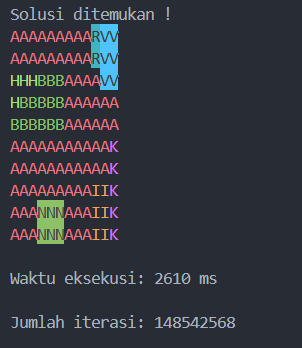 Solusi ditemukan !
AAAAAAAAARVV
AAAAAAAAARVV
HHHBBBAAAAVV
HBBBBBAAAAAA
BBBBBBAAAAAA
AAAAAAAAAAAK
AAAAAAAAAAAK
AAAAAAAAAIIK
AAANNNAAAIIK
AAANNNAAAIIK
Waktu eksekusi: 2610 ms
Jumlah iterasi: 148542568